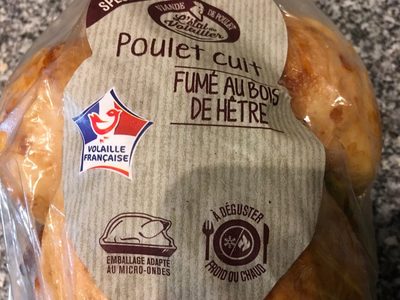 VIANDE DE POULET
Volailler
Poulet cuit
FUMÉ AU BOIS
DE HÊTRE
VOLAILLE
FRANÇAISE
EMBALLAGE ADAPTÉ
AU MICRO-ONDES
À DÉGUSTER
FROID OU CHAUD